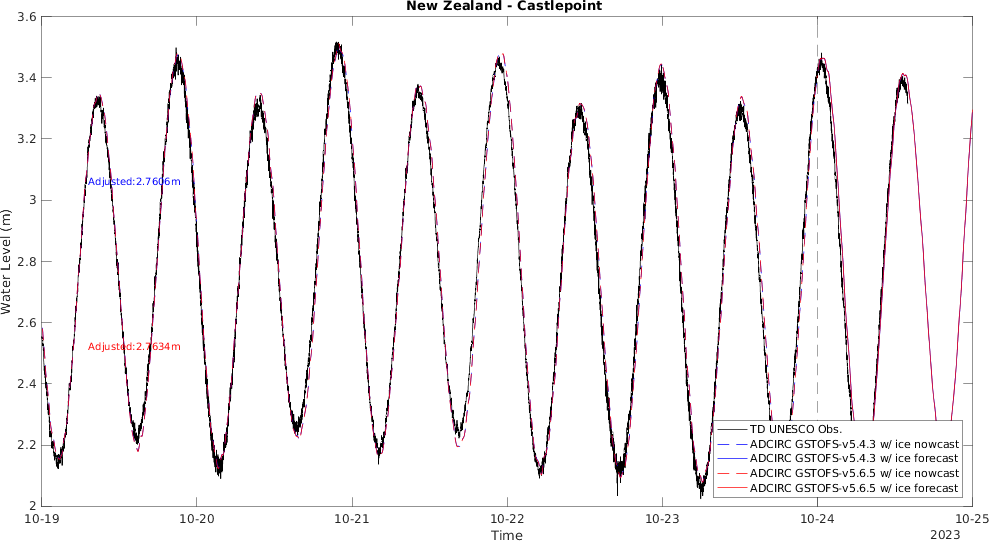 New Zealand - Castlepoint
3.6
3.4
3.2
3
2.8
2.6
2.4
2.2
2
Water Level (m)
Adjusted:2.7606m
Adjusted:2.7634m
TD UNESCO Obs.
ADCIRC GSTOFS-v5.4.3 w/ ice nowcast
ADCIRC GSTOFS-v5.4.3 w/ ice forecast
ADCIRC GSTOFS-v5.6.5 w/ ice nowcast
ADCIRC GSTOFS-v5.6.5 w/ ice forecast
10-19 10-20 10-21 10-22 10-23 10-24 10-25
Time
2023